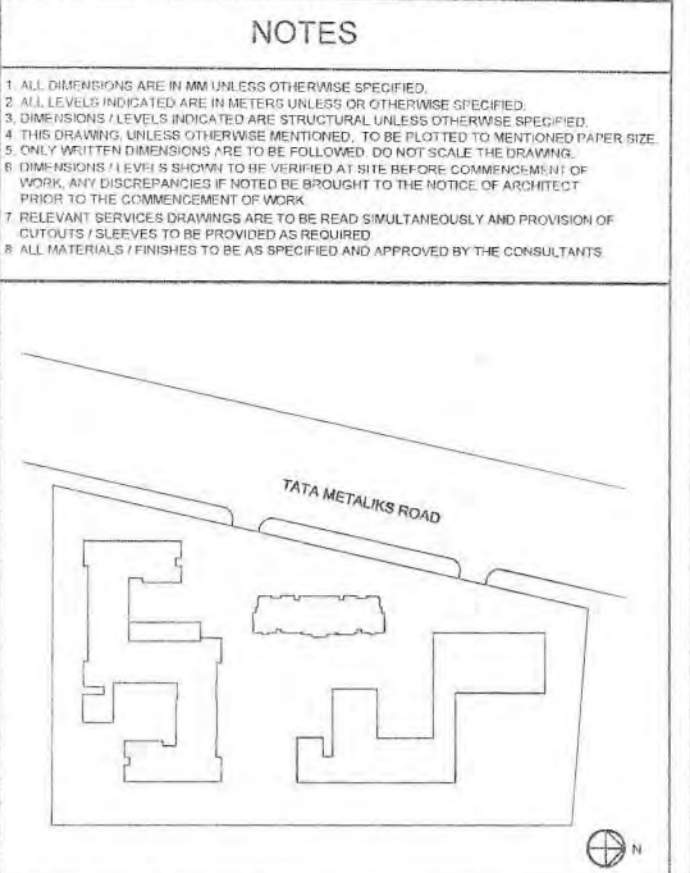 NOTES
1. ALL DIMENSIONS ARE IN MM UNLESS OTHERWISE SPECIFIED.
2. ALL LEVELS INDICATED ARE IN METERS UNLESS OR OTHERWISE SPECIFIED.
3. DIMENSIONS / LEVELS INDICATED ARE STRUCTURAL UNLESS OTHERWISE SPECIFIED.
4. THIS DRAWING, UNLESS OTHERWISE MENTIONED, TO BE PLOTTED TO MENTIONED PAPER SIZE.
5. ONLY WRITTEN DIMENSIONS ARE TO BE FOLLOWED. DO NOT SCALE THE DRAWING.
6. DIMENSIONS / LEVELS SHOWN TO BE VERIFIED AT SITE BEFORE COMMENCEMENT OF
WORK, ANY DISCREPANCIES IF NOTED BE BROUGHT TO THE NOTICE OF ARCHITECT
PRIOR TO THE COMMENCEMENT OF WORK
7. RELEVANT SERVICES DRAWINGS ARE TO BE READ SIMULTANEOUSLY AND PROVISION OF
CUTOUTS / SLEEVES TO BE PROVIDED AS REQUIRED
8. ALL MATERIALS / FINISHES TO BE AS SPECIFIED AND APPROVED BY THE CONSULTANTS
TATA METALIKS ROAD
N